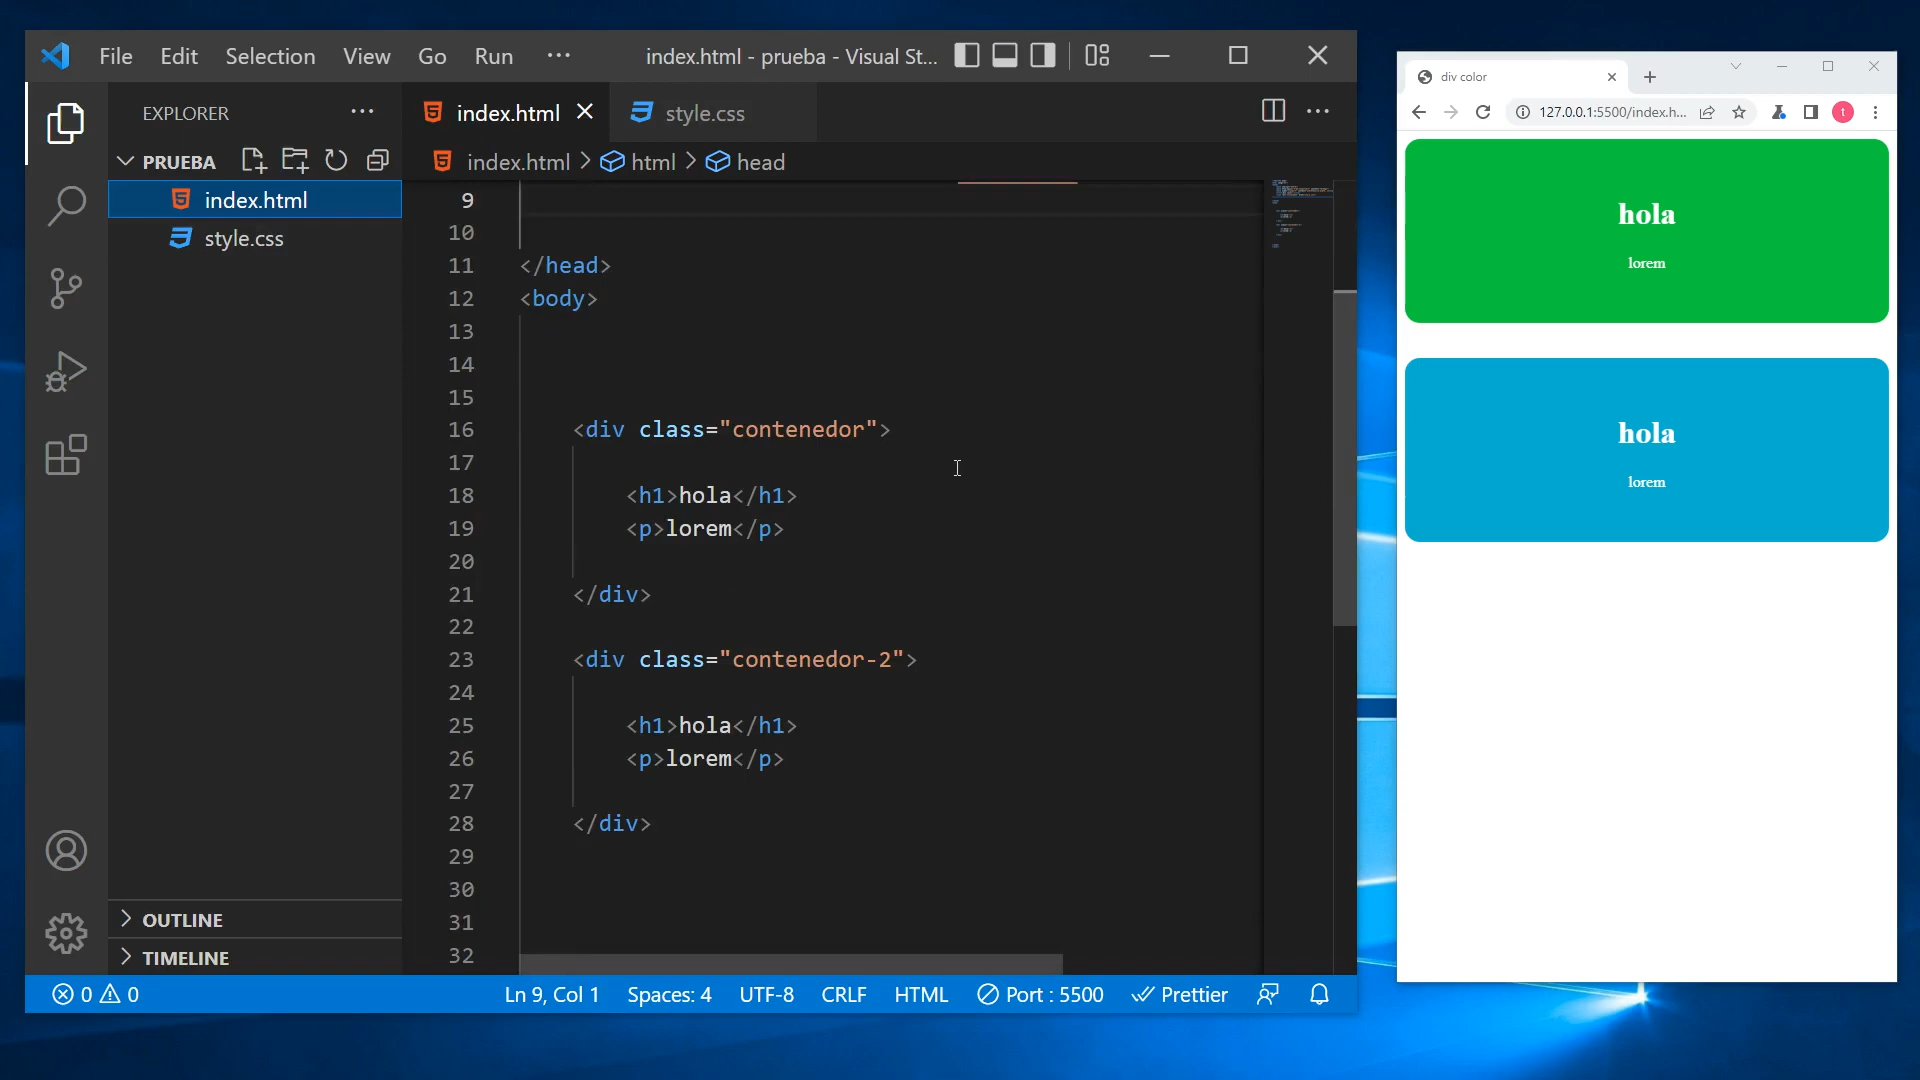 File Edit Selection View Go Run ··· index.html - prueba - Visual St...
EXPLORER ···
PRUEBA
index.html
style.css
OUTLINE
TIMELINE
index.html style.css
index.html > html > head
9
10
11 </head>
12 <body>
13
14
15
16 <div class="contenedor">
17
18 <h1>hola</h1>
19 <p>lorem</p>
20
21 </div>
22
23 <div class="contenedor-2">
24
25 <h1>hola</h1>
26 <p>lorem</p>
27
28 </div>
29
30
31
32
0 0 Ln 9, Col 1 Spaces: 4 UTF-8 CRLF HTML Port : 5500 Prettier
div color
127.0.0.1:5500/index.h... t
hola
lorem
hola
lorem